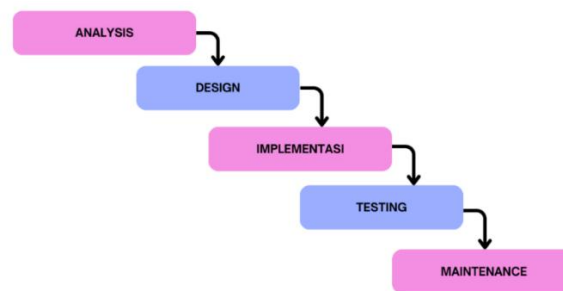 ANALYSIS
DESIGN
IMPLEMENTASI
TESTING
MAINTENANCE